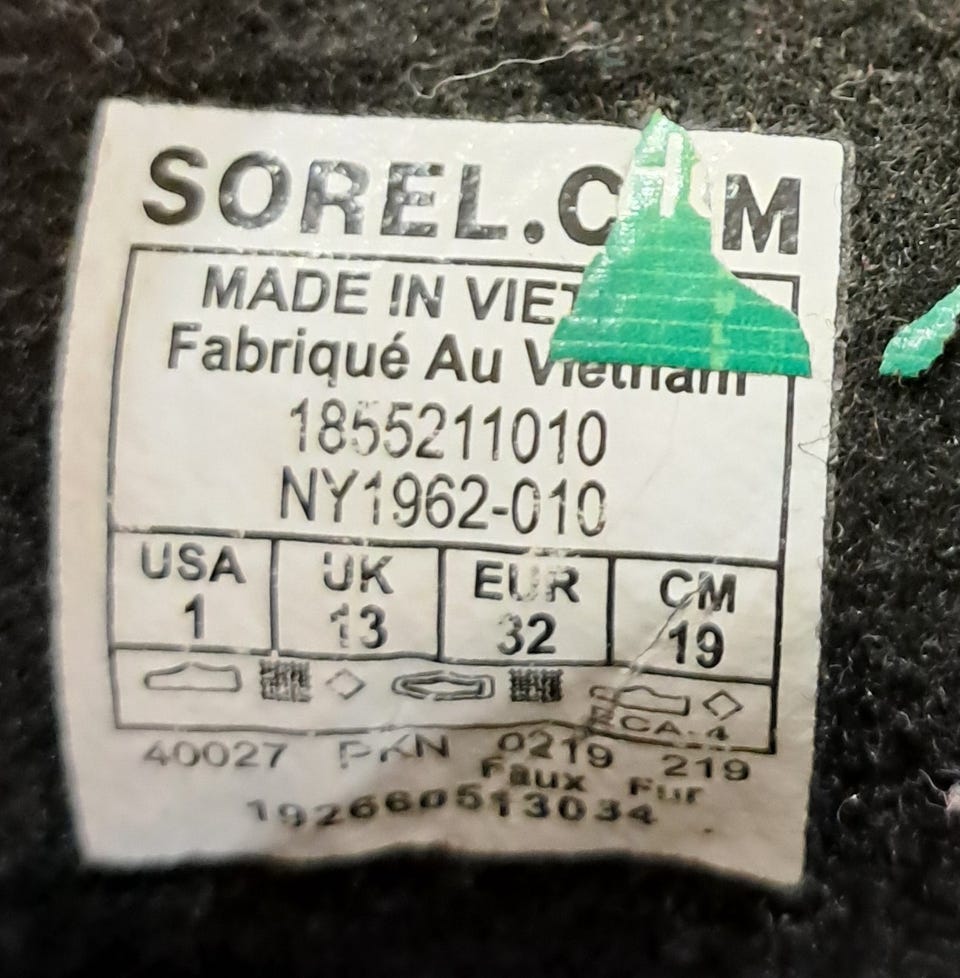 SOREL.C M
MADE IN VIET
Fabriqué Au Vietnam
1855211010
NY1962-010
USA UK EUR CM
1 13 32 19
ECA.4
40027 PKN 0219 219
Faux Fur
192660513034